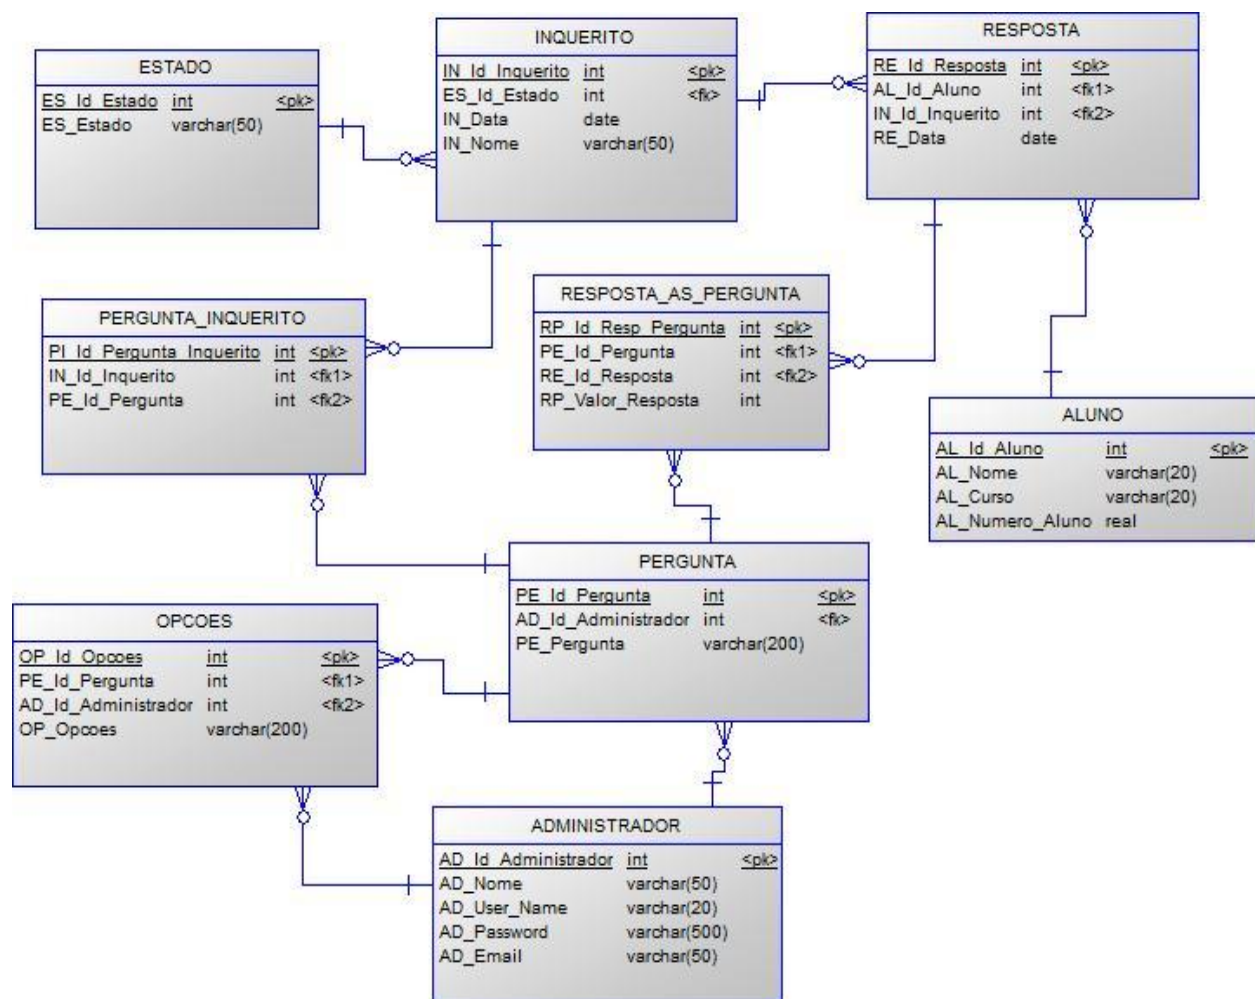 ESTADO
ES_Id_Estado int <pk>
ES_Estado varchar(50)
INQUERITO
IN_Id_Inquerito int <pk>
ES_Id_Estado int <fk>
IN_Data date
IN_Nome varchar(50)
RESPOSTA
RE_Id_Resposta int <pk>
AL_Id_Aluno int <fk1>
IN_Id_Inquerito int <fk2>
RE_Data date
PERGUNTA_INQUERITO
PI_Id_Pergunta_Inquerito int <pk>
IN_Id_Inquerito int <fk1>
PE_Id_Pergunta int <fk2>
RESPOSTA_AS_PERGUNTA
RP_Id_Resp_Pergunta int <pk>
PE_Id_Pergunta int <fk1>
RE_Id_Resposta int <fk2>
RP_Valor_Resposta int
ALUNO
AL_Id_Aluno int <pk>
AL_Nome varchar(20)
AL_Curso varchar(20)
AL_Numero_Aluno real
PERGUNTA
PE_Id_Pergunta int <pk>
AD_Id_Administrador int <fk>
PE_Pergunta varchar(200)
OPCOES
OP_Id_Opcoes int <pk>
PE_Id_Pergunta int <fk1>
AD_Id_Administrador int <fk2>
OP_Opcoes varchar(200)
ADMINISTRADOR
AD_Id_Administrador int <pk>
AD_Nome varchar(50)
AD_User_Name varchar(20)
AD_Password varchar(500)
AD_Email varchar(50)